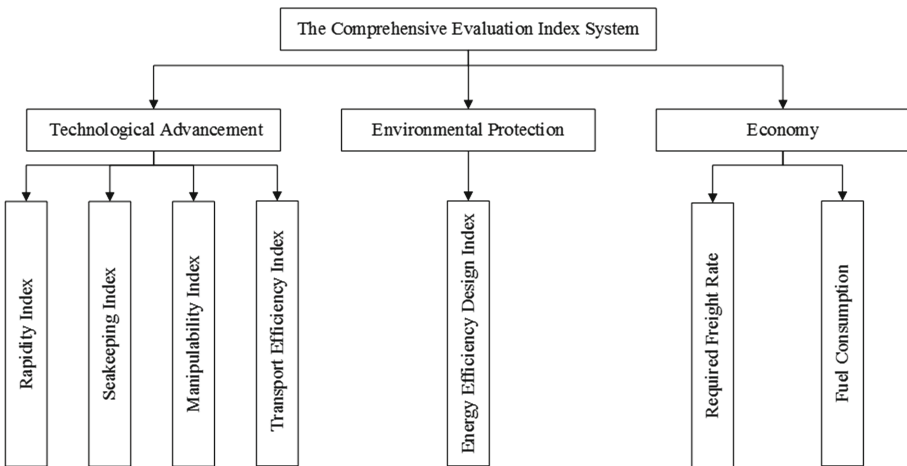 The Comprehensive Evaluation Index System
Technological Advancement
Environmental Protection
Economy
Rapidity Index
Seakeeping Index
Manipulability Index
Transport Efficiency Index
Energy Efficiency Design Index
Required Freight Rate
Fuel Consumption